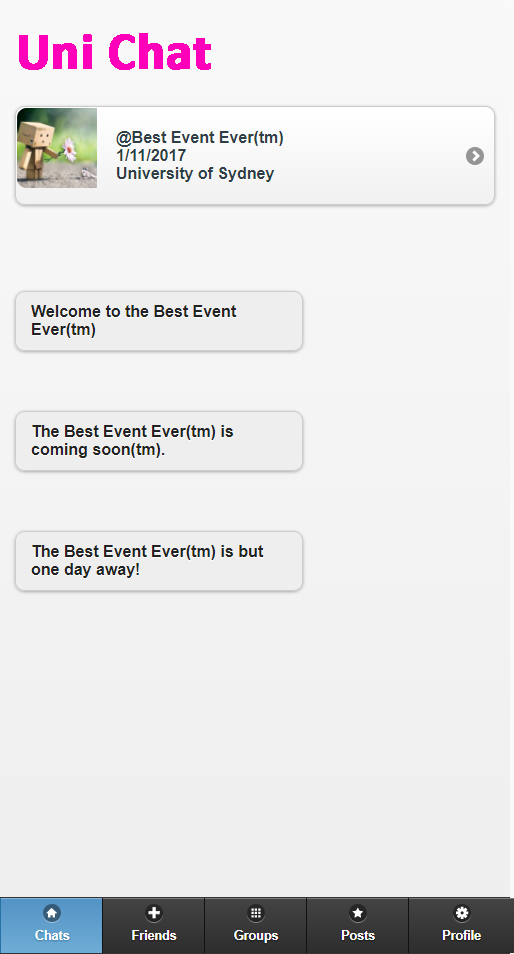 Uni Chat
@Best Event Ever(tm)
1/11/2017
University of Sydney
Welcome to the Best Event
Ever(tm)
The Best Event Ever(tm) is
coming soon(tm).
The Best Event Ever(tm) is but
one day away!
Chats
Friends
Groups
Posts
Profile